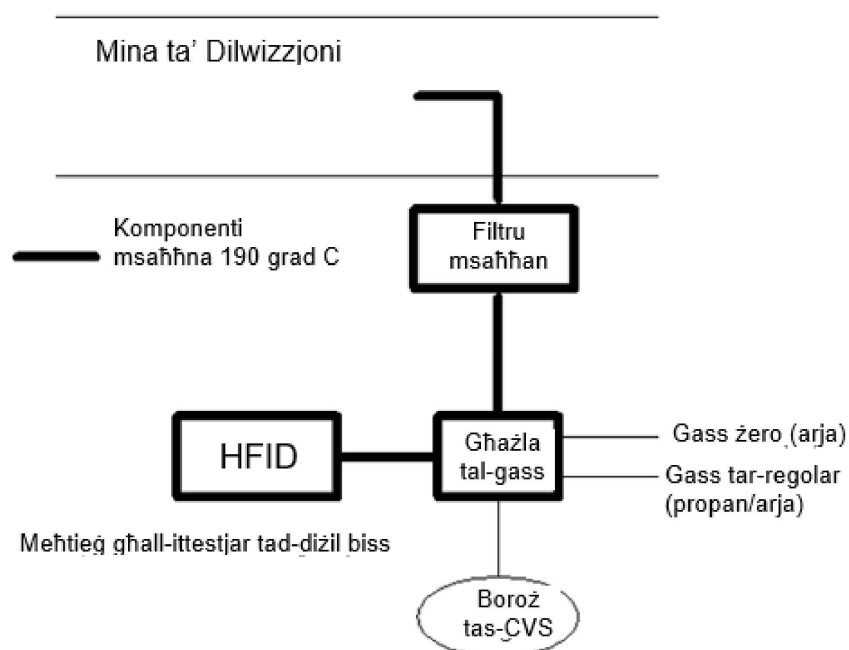 Mina ta’ Dilwizzjoni
Komponenti
msaħħna 190 grad C
Filtru
msaħħan
HFID
Għażla
tal-gass
Gass żero (arja)
Gass tar-regolar
(propan/arja)
Meħtieġ għall-ittestjar tad-diżil biss
Boroż
tas-CVS